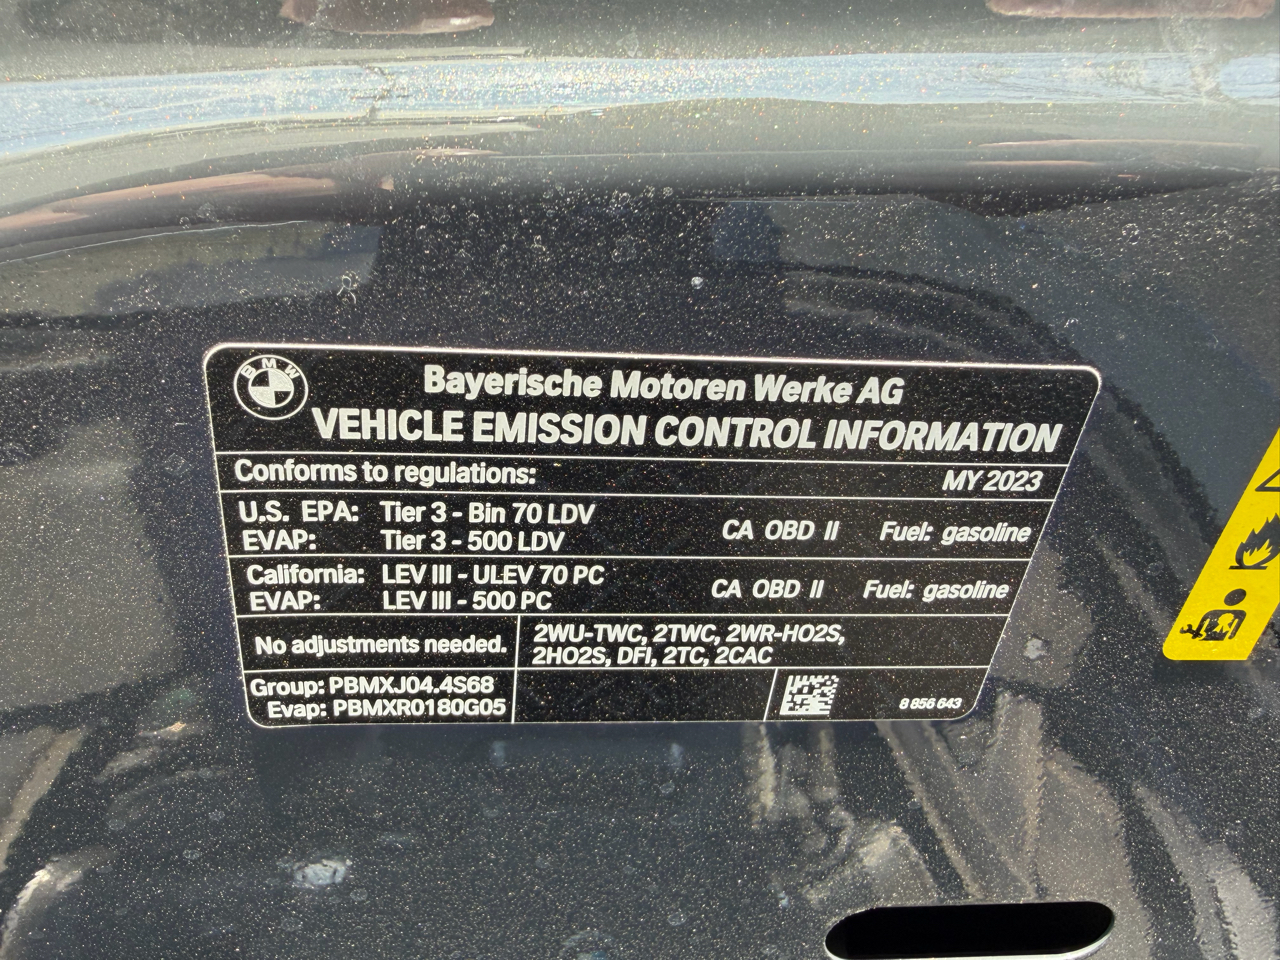 BMW
Bayerische Motoren Werke AG
VEHICLE EMISSION CONTROL INFORMATION
Conforms to regulations: MY 2023
U.S. EPA: Tier 3 - Bin 70 LDV CA OBD II Fuel: gasoline
EVAP: Tier 3 - 500 LDV
California: LEV III - ULEV 70 PC CA OBD II Fuel: gasoline
EVAP: LEV III - 500 PC
No adjustments needed. 2WU-TWC, 2TWC, 2WR-HO2S,
2HO2S, DFI, 2TC, 2CAC
Group: PBMXJ04.4S68
Evap: PBMXR0180G05
8 856 643